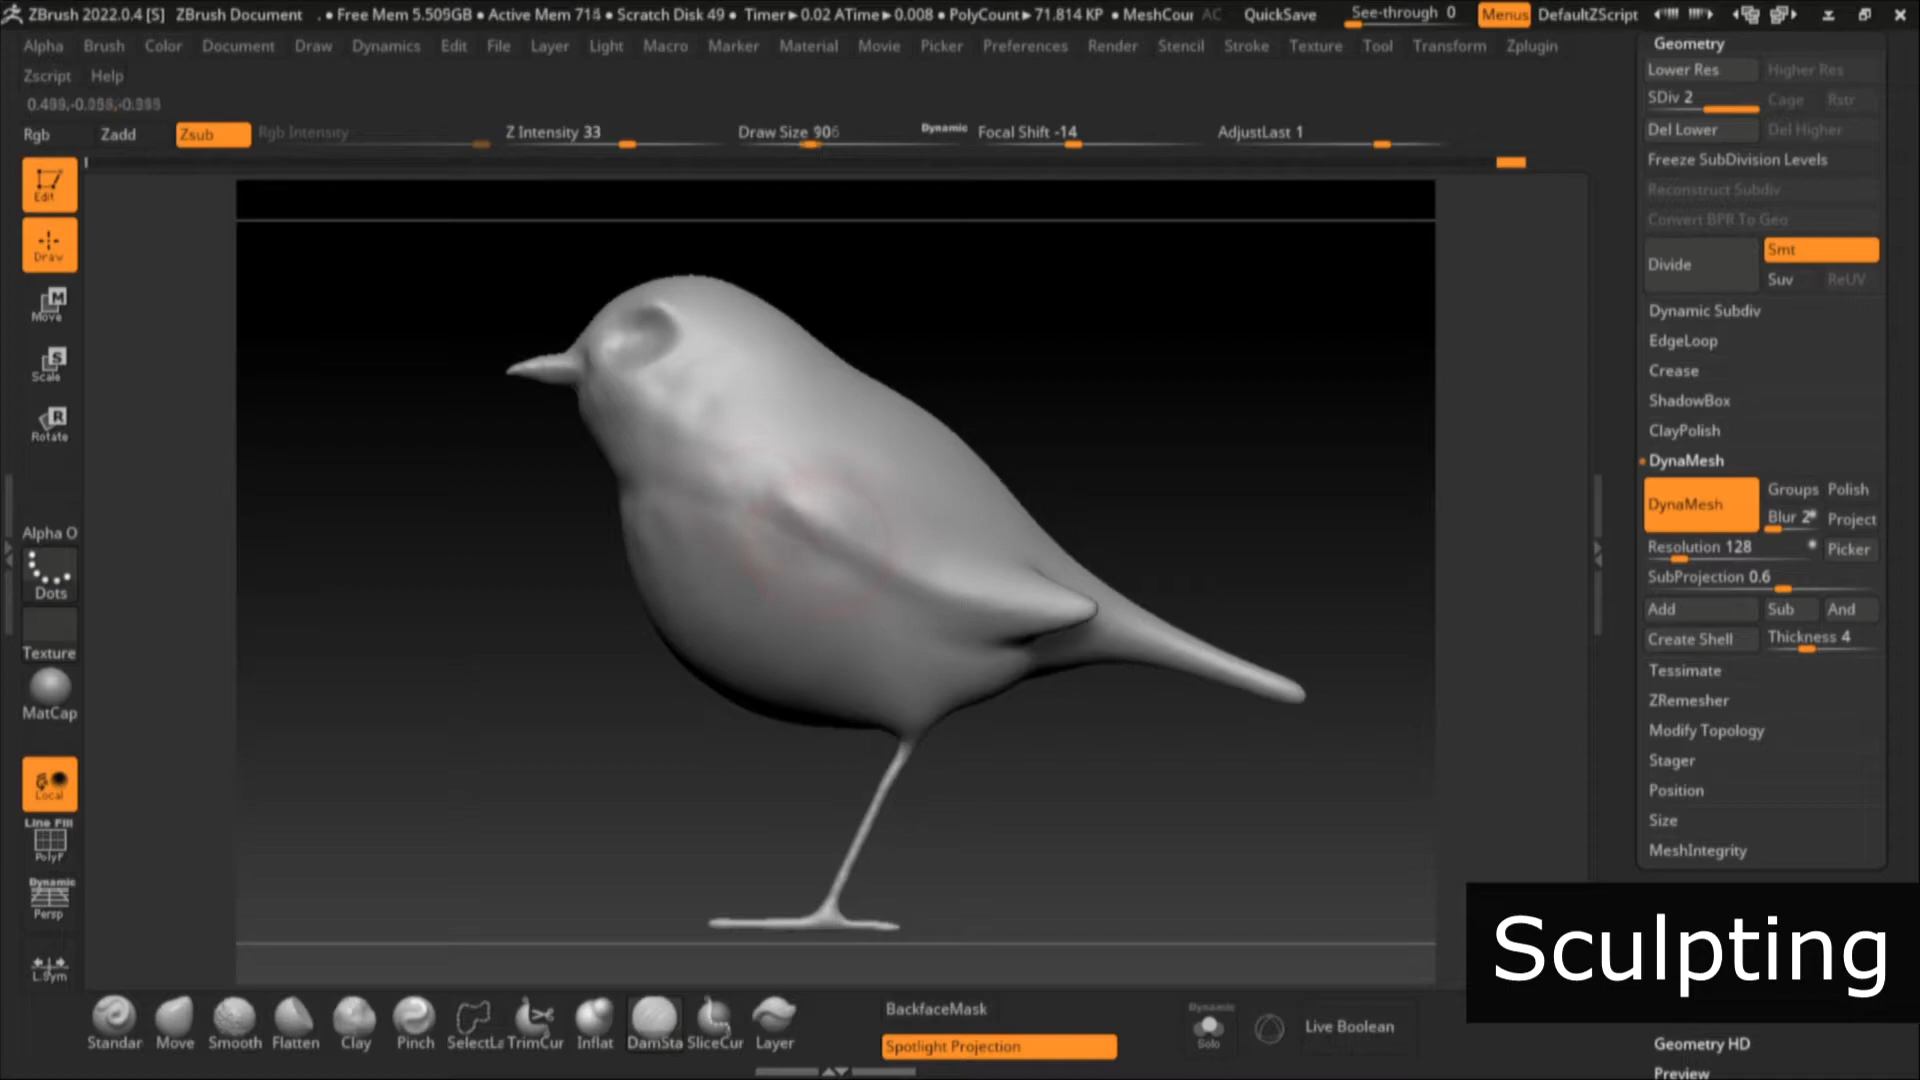 ZBrush 2022.0.4 [S] ZBrush Document . • Free Mem 5.505GB • Active Mem • Scratch Disk 49 • Timer▸0.02 ATime▸0.008 • PolyCount▸71.814 KP • MeshCour AC QuickSave See-through 0 Menus DefaultZScript
Alpha Brush Color Document Draw Dynamics Edit File Layer Light Macro Marker Material Movie Picker Preferences Render Stencil Stroke Texture Tool Transform Zplugin
Zscript Help
Rgb Zadd Zsub Rgb Intensity Z Intensity 33 Draw Size 906 Dynamic Focal Shift -14 AdjustLast 1
Edit
Draw
M
Move
S
Scale
R
Rotate
Alpha O
Dots
Texture
MatCap
Local
Line Fill
PolyF
Dynamic
Persp
L.Sym
Geometry
Lower Res Higher Res
SDiv 2 Cage Rstr
Del Lower Del Higher
Freeze SubDivision Levels
Reconstruct Subdiv
Convert BPR To Geo
Divide Smt
Suv ReUV
Dynamic Subdiv
EdgeLoop
Crease
ShadowBox
ClayPolish
DynaMesh
DynaMesh Groups Polish
Blur 2 Project
Resolution 128 Picker
SubProjection 0.6
Add Sub And
Create Shell Thickness 4
Tessimate
ZRemesher
Modify Topology
Stager
Position
Size
MeshIntegrity
Sculpting
Geometry HD
Preview
Standar Move Smooth Flatten Clay Pinch SelectLa TrimCur Inflat DamSta SliceCur Layer
BackfaceMask
Spotlight Projection
Dynamic
Solo
Live Boolean